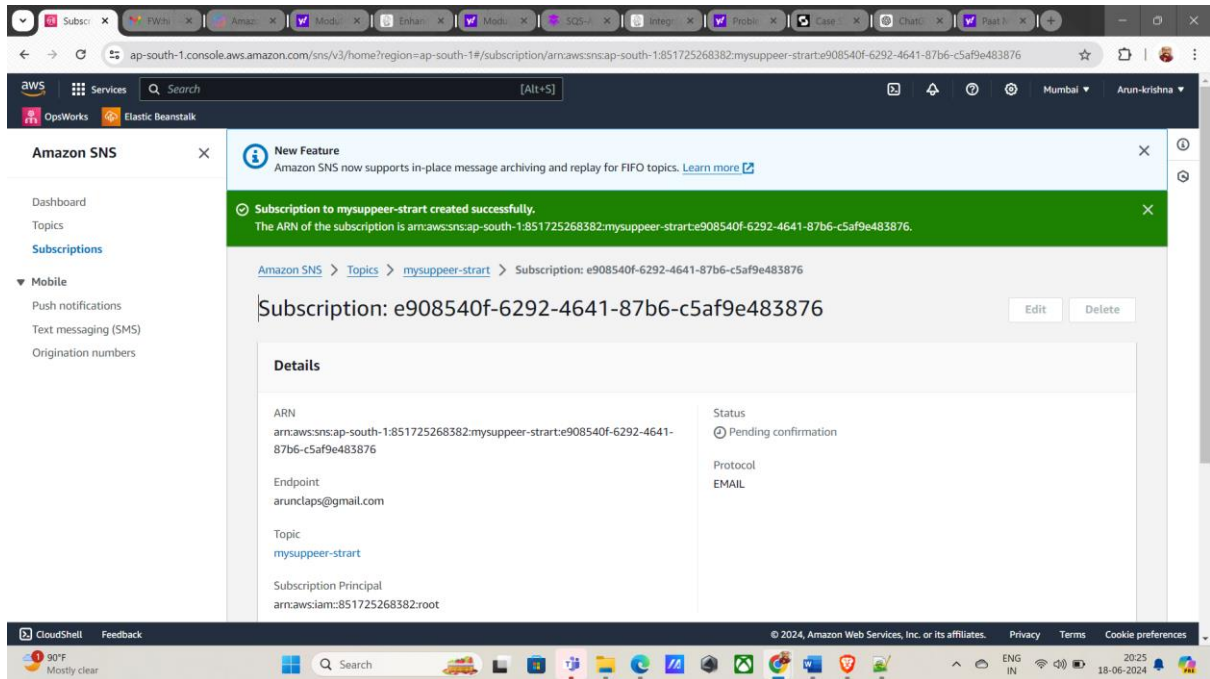 Subscr
FWthi
Amaz
Modul
Enhan
Modu
SQS-A
Integr
Proble
Case S
ChatG
Past N
ap-south-1.console.aws.amazon.com/sns/v3/home?region=ap-south-1#/subscription/arn:aws:sns:ap-south-1:851725268382:mysuppeer-strart:e908540f-6292-4641-87b6-c5af9e483876
aws
Services
Search
[Alt+S]
Mumbai
Arun-krishna
OpsWorks
Elastic Beanstalk
Amazon SNS
Dashboard
Topics
Subscriptions
Mobile
Push notifications
Text messaging (SMS)
Origination numbers
New Feature
Amazon SNS now supports in-place message archiving and replay for FIFO topics. Learn more
Subscription to mysuppeer-strart created successfully.
The ARN of the subscription is arn:aws:sns:ap-south-1:851725268382:mysuppeer-strart:e908540f-6292-4641-87b6-c5af9e483876.
Amazon SNS > Topics > mysuppeer-strart > Subscription: e908540f-6292-4641-87b6-c5af9e483876
Subscription: e908540f-6292-4641-87b6-c5af9e483876
Edit
Delete
Details
ARN
arn:aws:sns:ap-south-1:851725268382:mysuppeer-strart:e908540f-6292-4641-
87b6-c5af9e483876
Endpoint
arunclaps@gmail.com
Topic
mysuppeer-strart
Subscription Principal
arn:aws:iam::851725268382:root
Status
Pending confirmation
Protocol
EMAIL
CloudShell
Feedback
© 2024, Amazon Web Services, Inc. or its affiliates.
Privacy
Terms
Cookie preferences
1
90°F
Mostly clear
Search
ENG
IN
20:25
18-06-2024